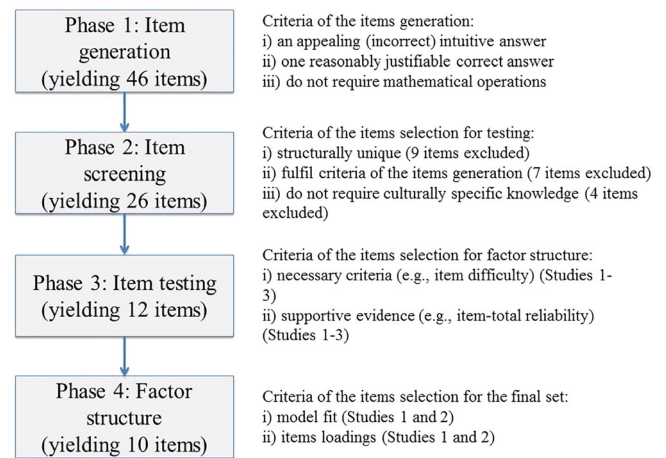 Phase 1: Item
generation
(yielding 46 items)
Criteria of the items generation:
i) an appealing (incorrect) intuitive answer
ii) one reasonably justifiable correct answer
iii) do not require mathematical operations
Phase 2: Item
screening
(yielding 26 items)
Criteria of the items selection for testing:
i) structurally unique (9 items excluded)
ii) fulfil criteria of the items generation (7 items excluded)
iii) do not require culturally specific knowledge (4 items
excluded)
Phase 3: Item testing
(yielding 12 items)
Criteria of the items selection for factor structure:
i) necessary criteria (e.g., item difficulty) (Studies 1-
3)
ii) supportive evidence (e.g., item-total reliability)
(Studies 1-3)
Phase 4: Factor
structure
(yielding 10 items)
Criteria of the items selection for the final set:
i) model fit (Studies 1 and 2)
ii) items loadings (Studies 1 and 2)